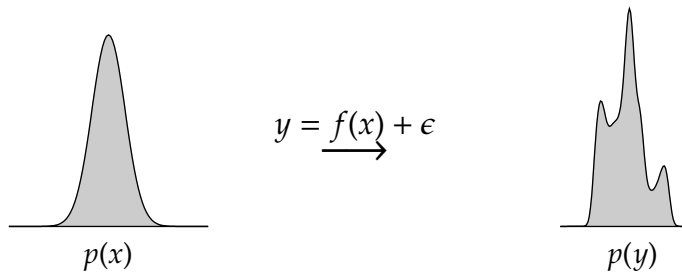 y = f(x) + ϵ
p(x)
p(y)